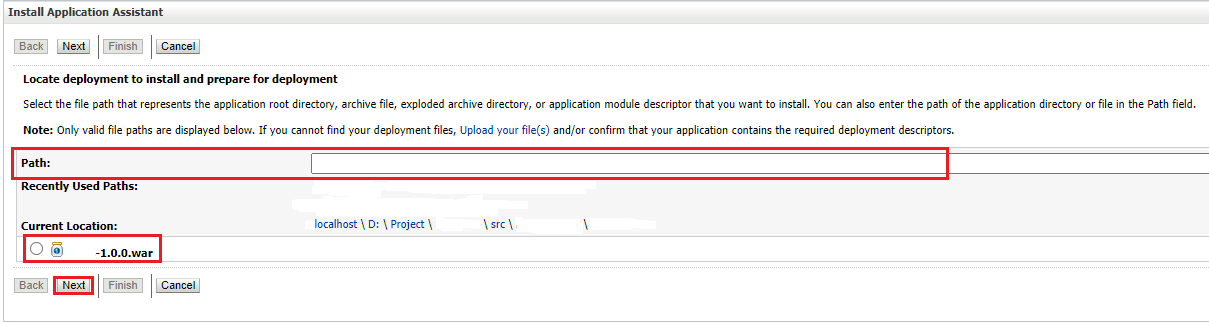 Install Application Assistant
Back Next Finish Cancel
Locate deployment to install and prepare for deployment
Select the file path that represents the application root directory, archive file, exploded archive directory, or application module descriptor that you want to install. You can also enter the path of the application directory or file in the Path field.
Note: Only valid file paths are displayed below. If you cannot find your deployment files, Upload your file(s) and/or confirm that your application contains the required deployment descriptors.
Path:
Recently Used Paths:
Current Location: localhost \ D: \ Project \ \ src \ \
-1.0.0.war
Back Next Finish Cancel